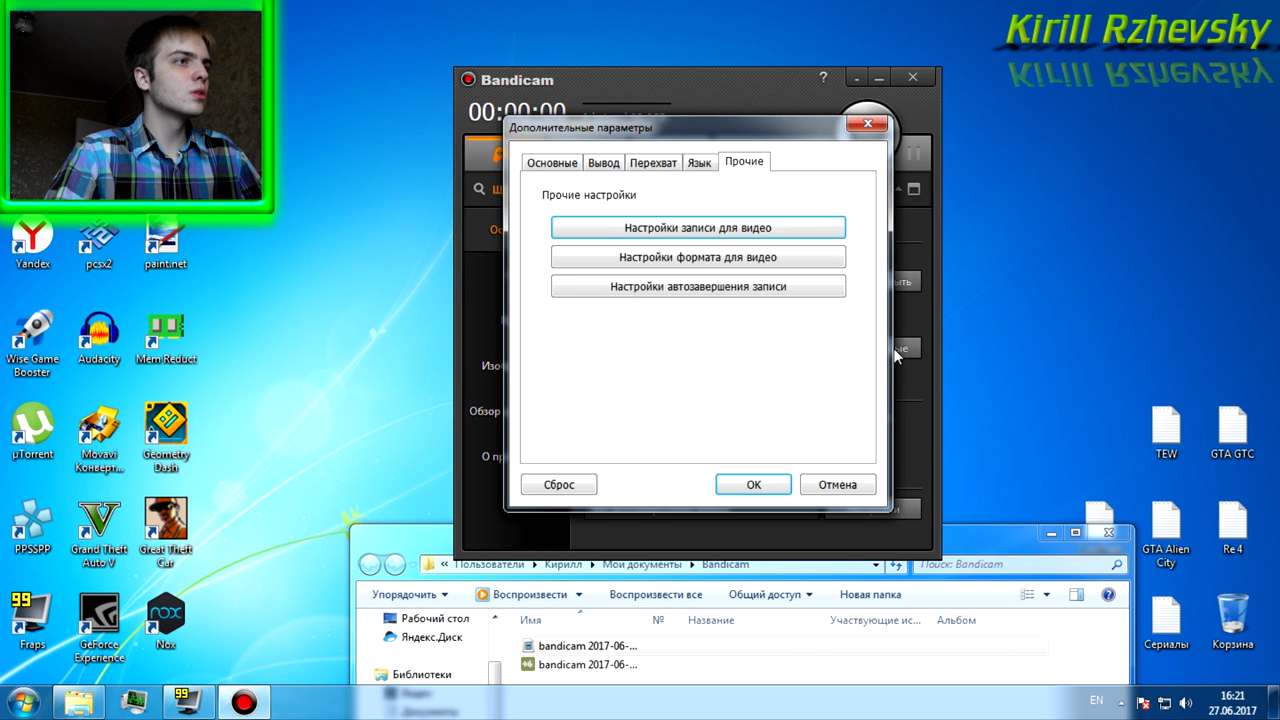 Kirill Rzhevsky
Bandicam
?
00:00:00
Дополнительные параметры
Основные
Вывод
Перехват
Язык
Прочие
Прочие настройки
Настройки записи для видео
Настройки формата для видео
Настройки автозавершения записи
Сброс
OK
Отмена
Изо
Обзор
О п
Yandex
pcsx2
paint.net
Wise Game
Booster
Audacity
Mem Reduct
µTorrent
Movavi
Конверт...
Geometry
Dash
PPSSPP
Grand Theft
Auto V
Great Theft
Car
99
Fraps
GeForce
Experience
nox
Nox
TEW
GTA GTC
GTA Alien
City
Re 4
Сериалы
Корзина
« Пользователи
Кирилл
Мои документы
Bandicam
Поиск: Bandicam
Упорядочить
Воспроизвести
Воспроизвести все
Общий доступ
Новая папка
Имя
№
Название
Участвующие ис...
Альбом
Рабочий стол
Яндекс.Диск
Библиотеки
bandicam 2017-06-...
bandicam 2017-06-...
99
EN
16:21
27.06.2017